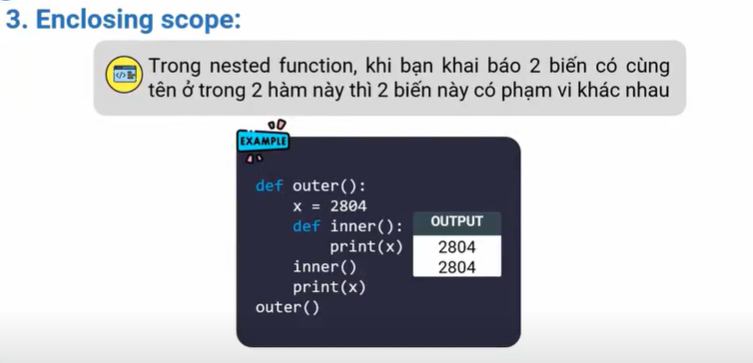 3. Enclosing scope:
Trong nested function, khi bạn khai báo 2 biến có cùng
tên ở trong 2 hàm này thì 2 biến này có phạm vi khác nhau
EXAMPLE
def outer():
    x = 2804
    def inner():
        print(x)
    inner()
    print(x)
outer()
OUTPUT
2804
2804